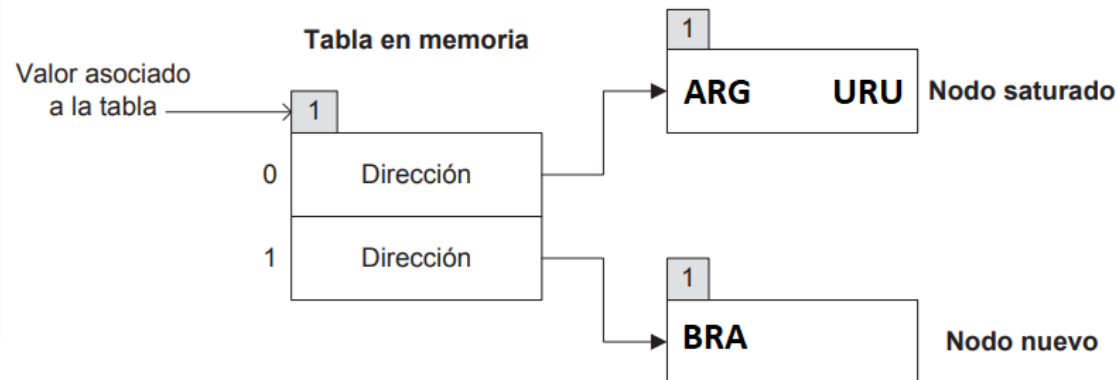 Tabla en memoria
Valor asociado
a la tabla
1
0 Dirección
1 Dirección
1
ARG URU Nodo saturado
1
BRA Nodo nuevo